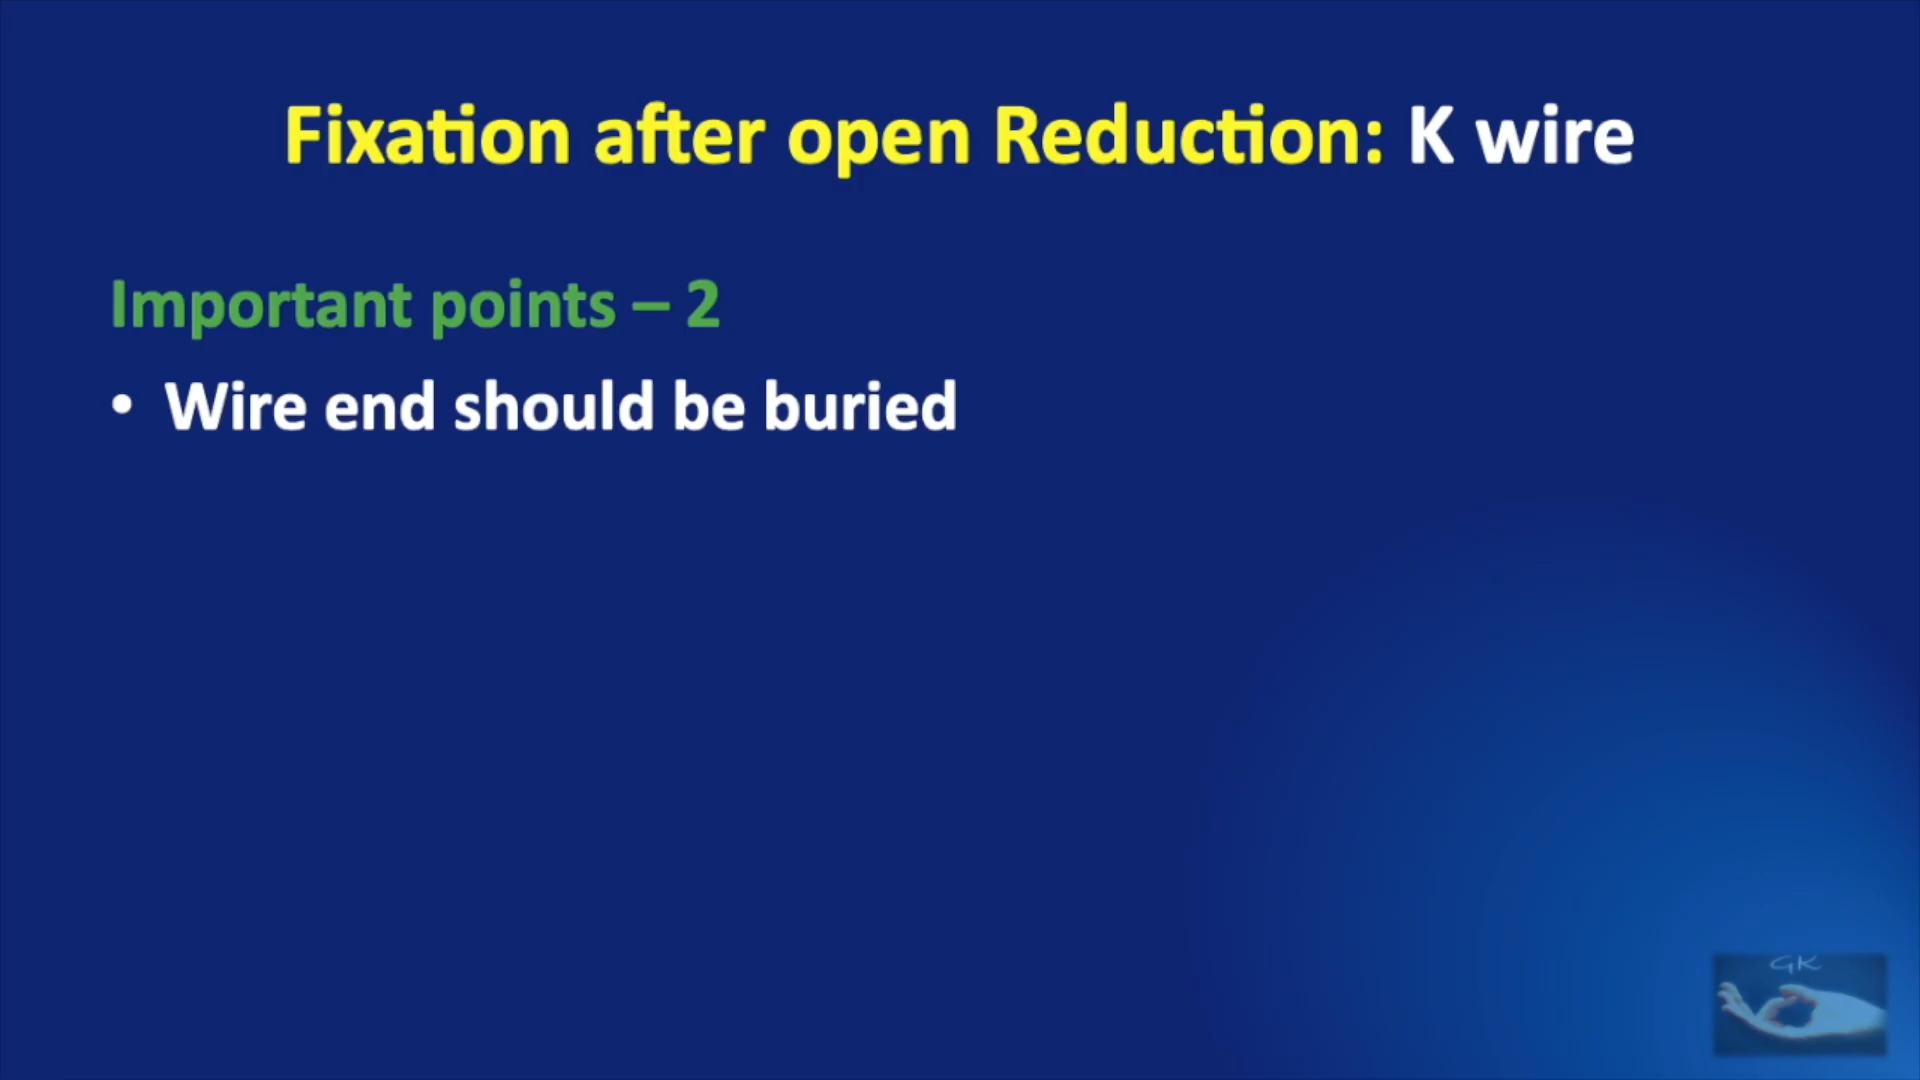 Fixation after open Reduction: K wire
Important points – 2
• Wire end should be buried
GK